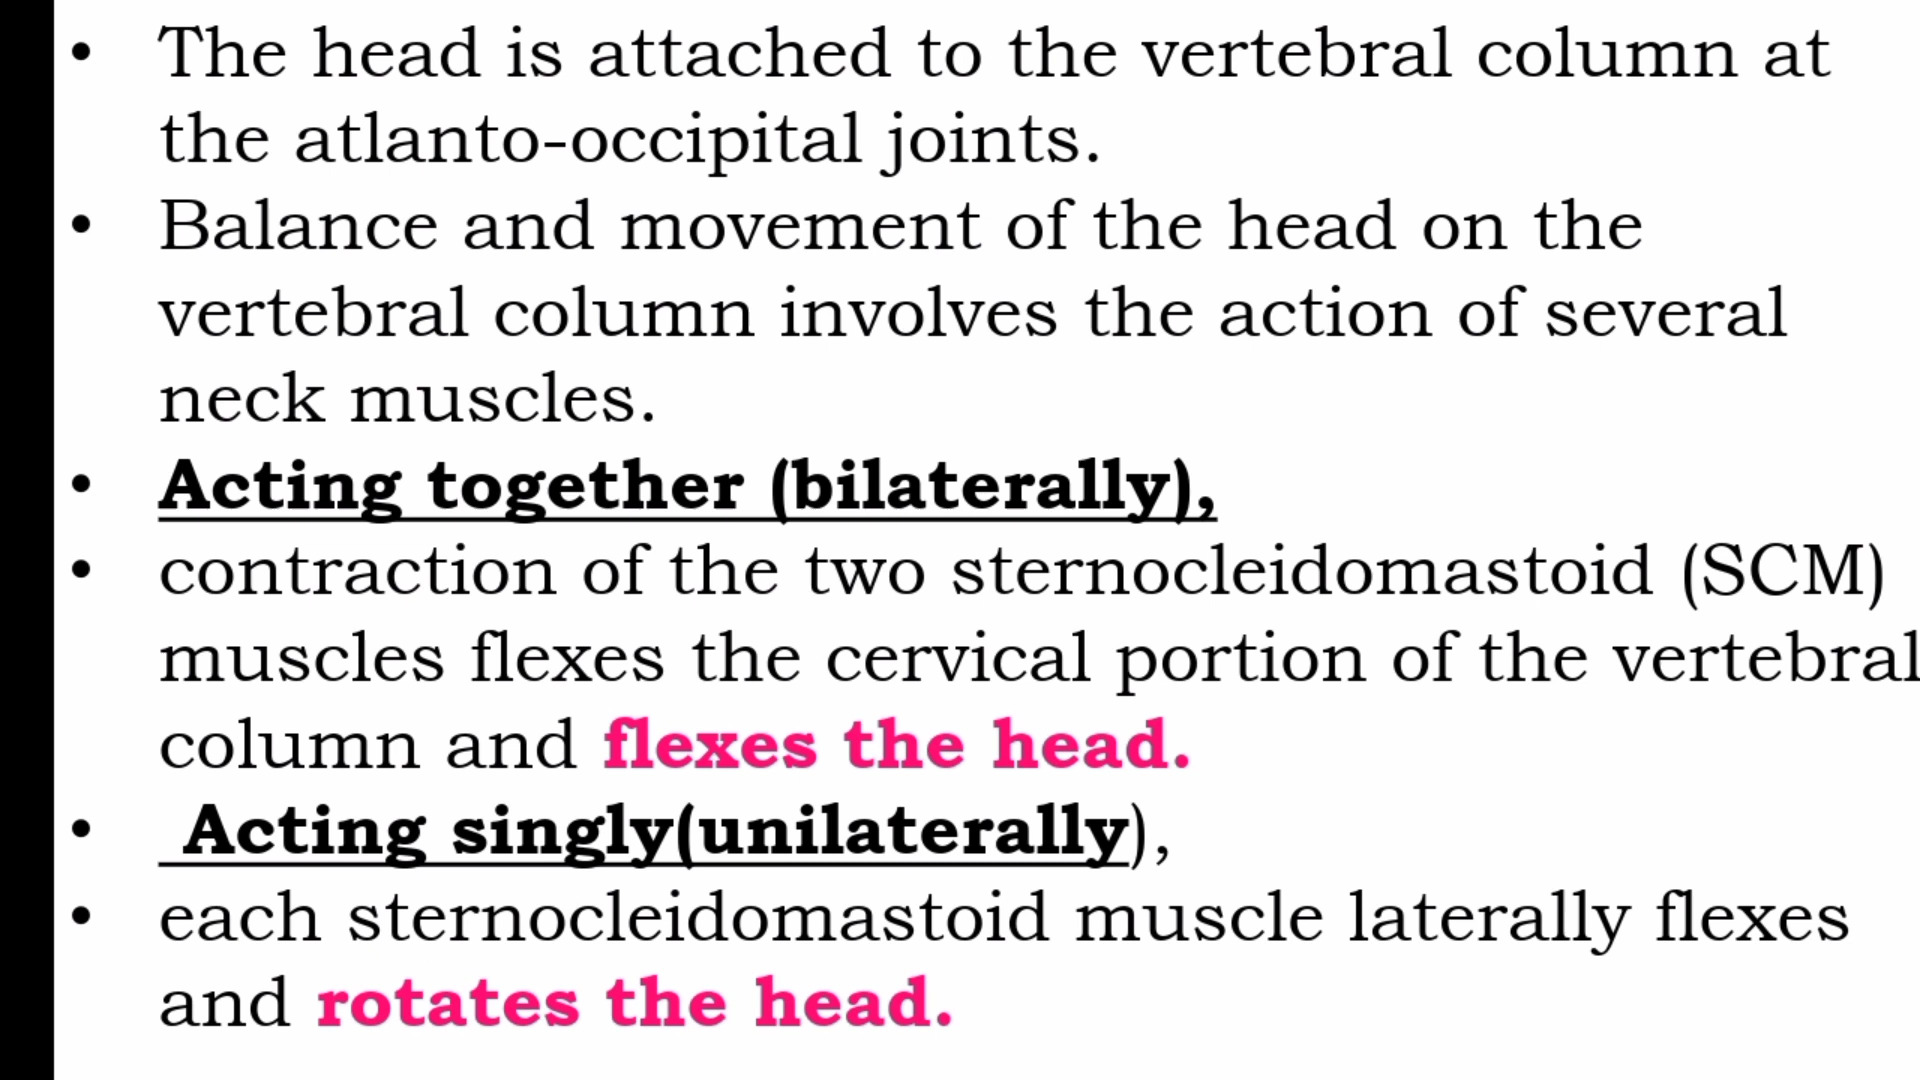 • The head is attached to the vertebral column at
the atlanto-occipital joints.
• Balance and movement of the head on the
vertebral column involves the action of several
neck muscles.
• Acting together (bilaterally),
• contraction of the two sternocleidomastoid (SCM)
muscles flexes the cervical portion of the vertebral
column and flexes the head.
• Acting singly(unilaterally),
• each sternocleidomastoid muscle laterally flexes
and rotates the head.